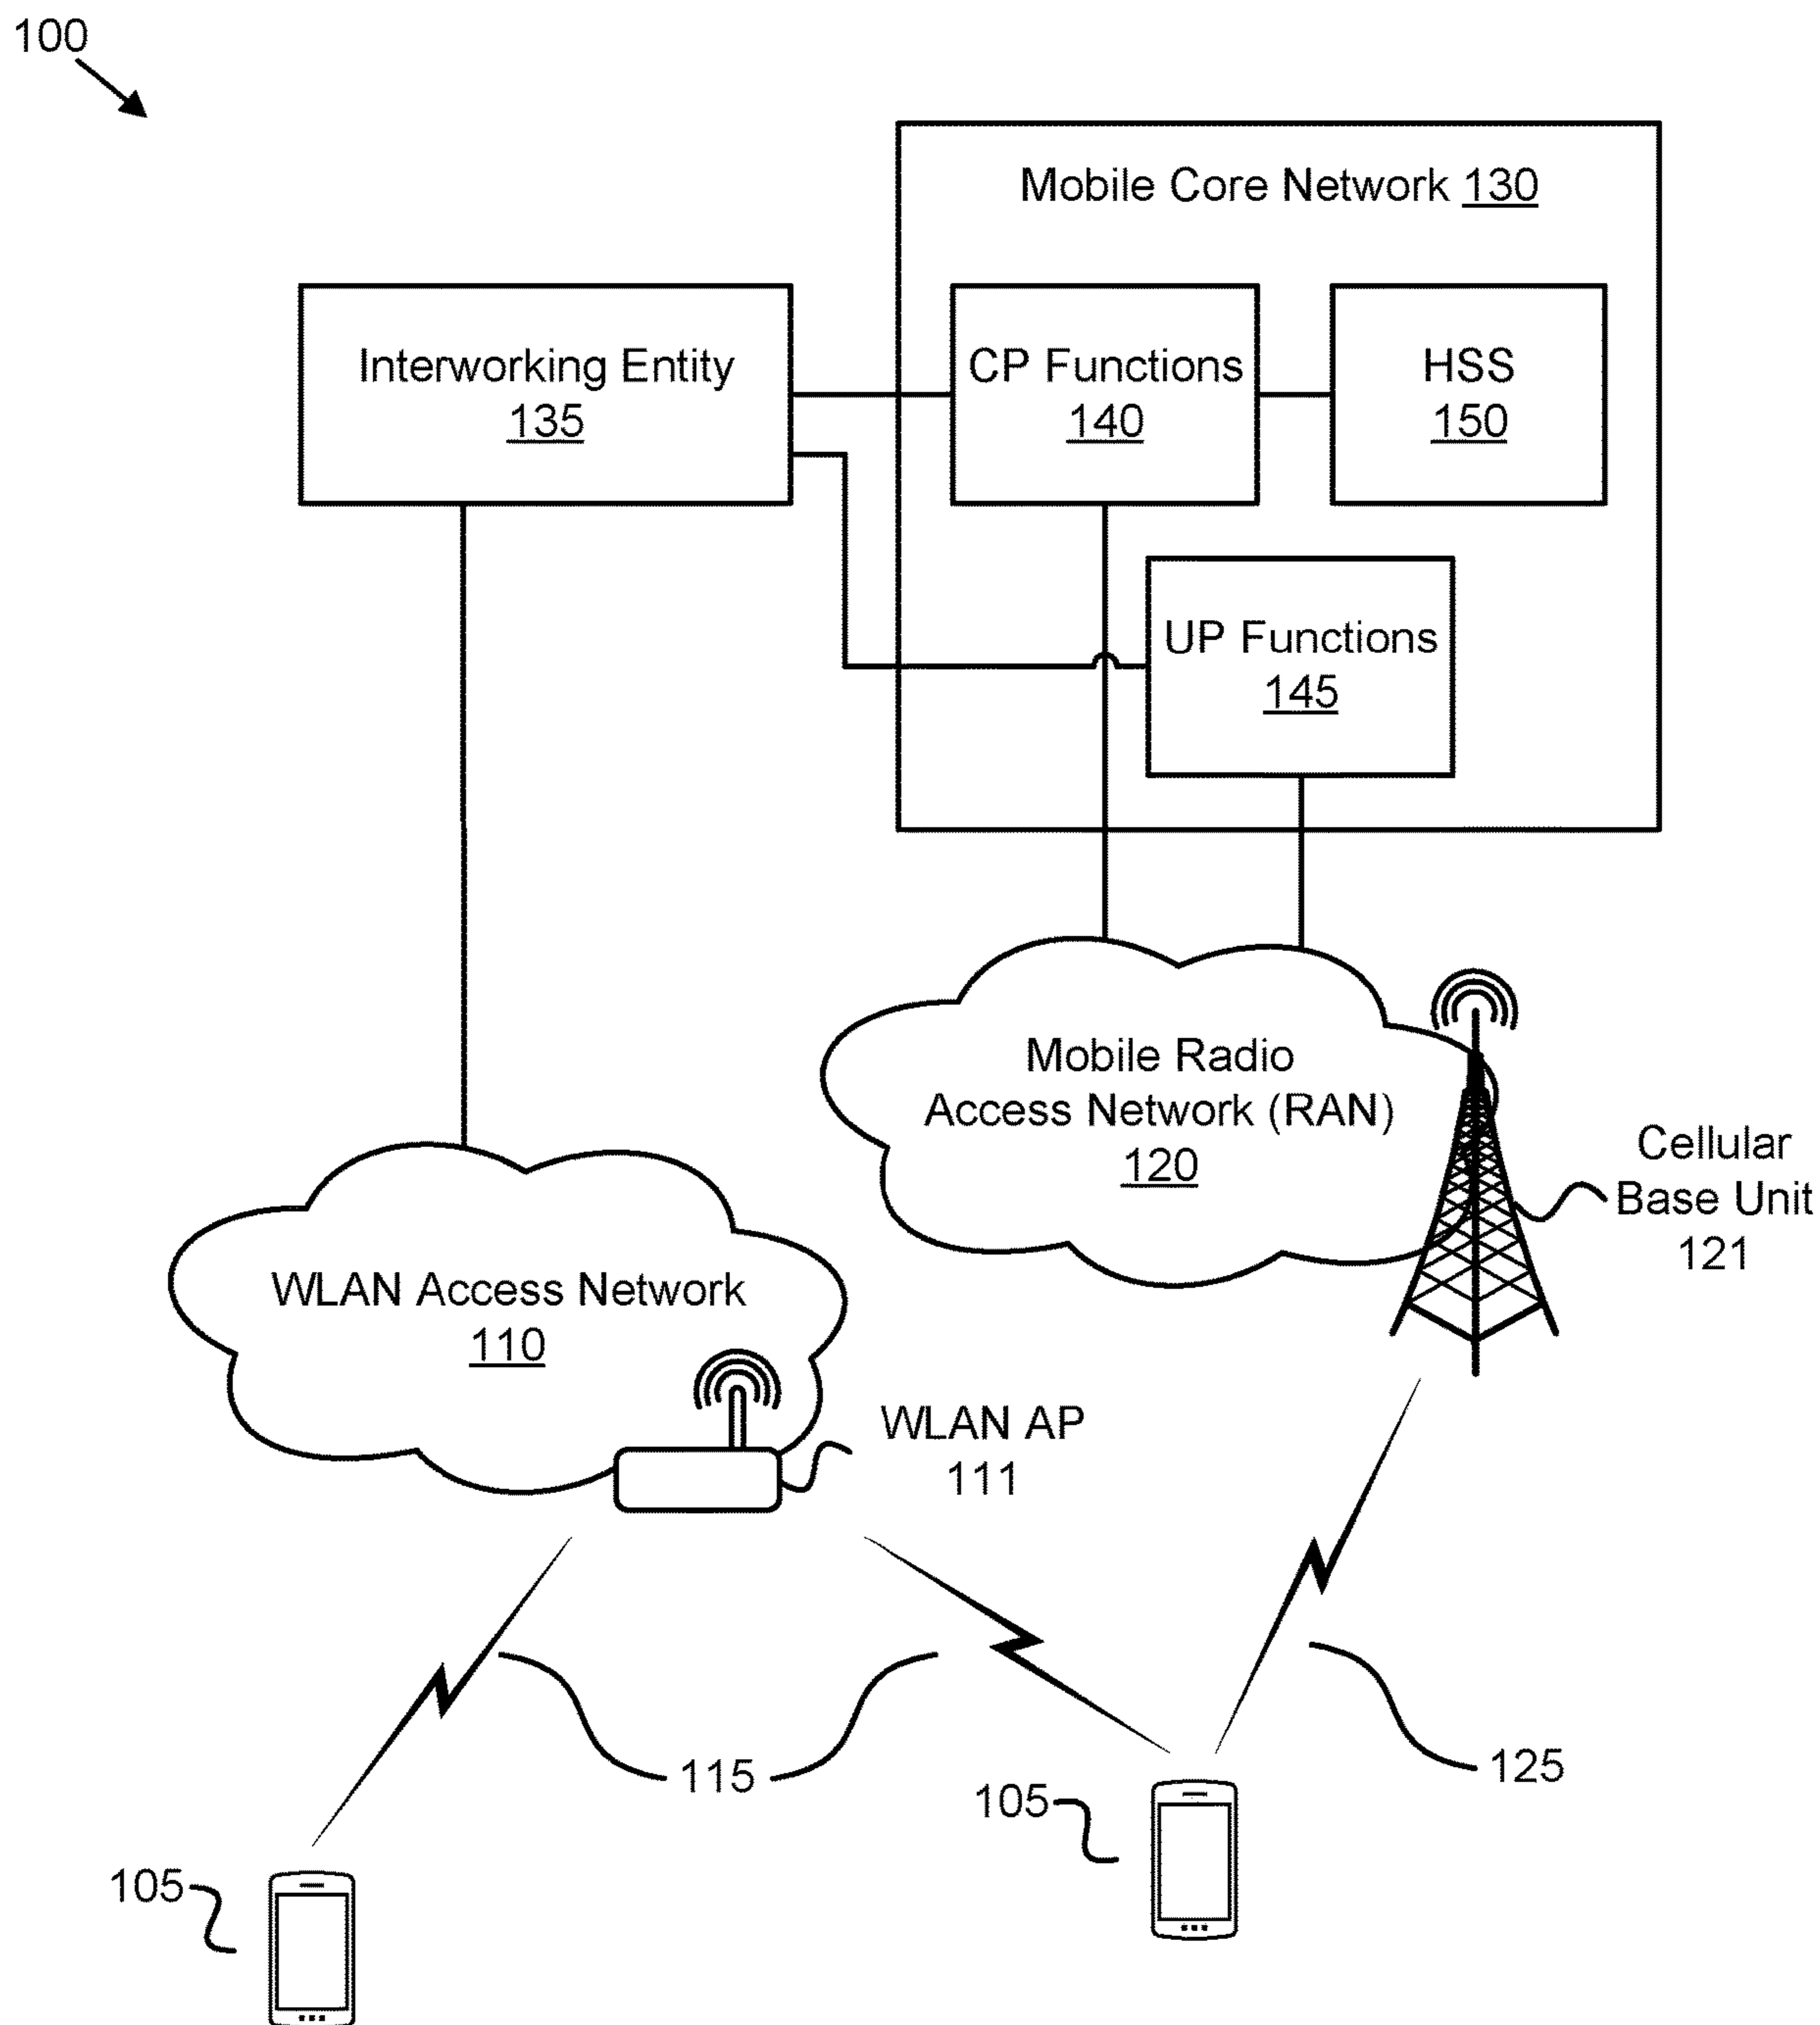 100
Mobile Core Network 130
Interworking Entity
135
CP Functions
140
HSS
150
UP Functions
145
Mobile Radio
Access Network (RAN)
120
Cellular
Base Unit
121
WLAN Access Network
110
WLAN AP
111
115
125
105
105